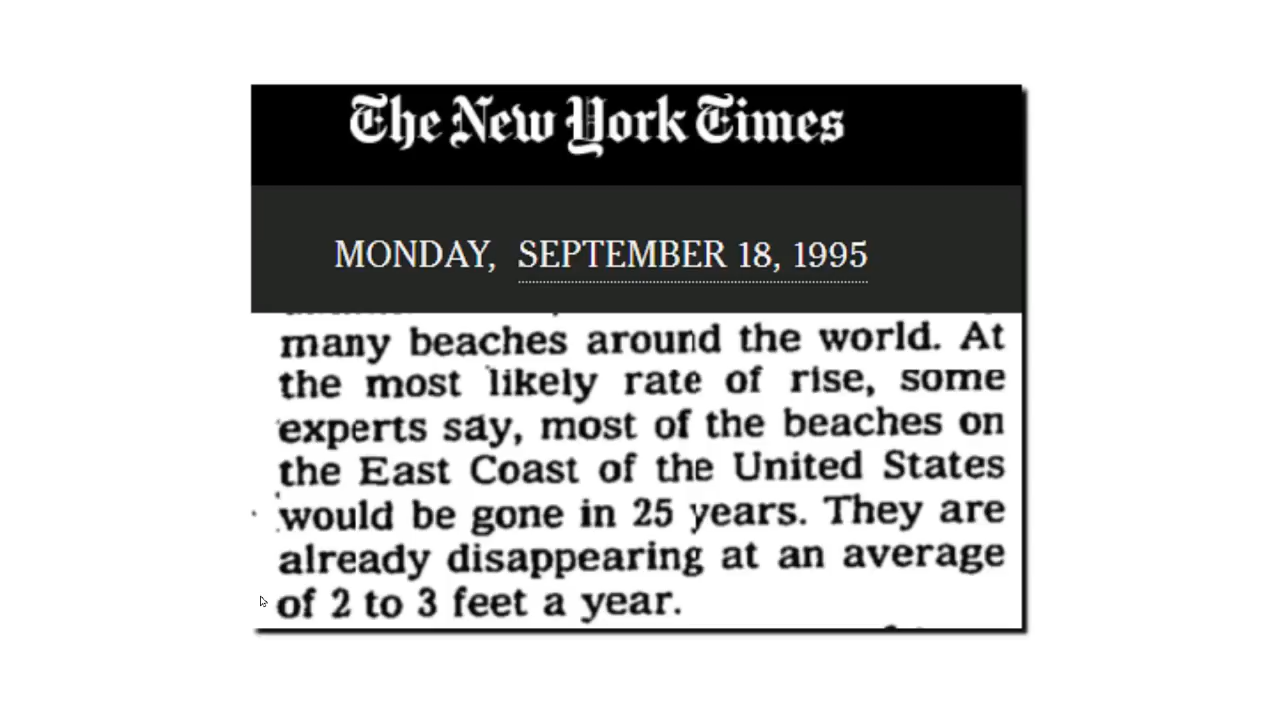 The New York Times
MONDAY, SEPTEMBER 18, 1995
many beaches around the world. At
the most likely rate of rise, some
experts say, most of the beaches on
the East Coast of the United States
would be gone in 25 years. They are
already disappearing at an average
of 2 to 3 feet a year.